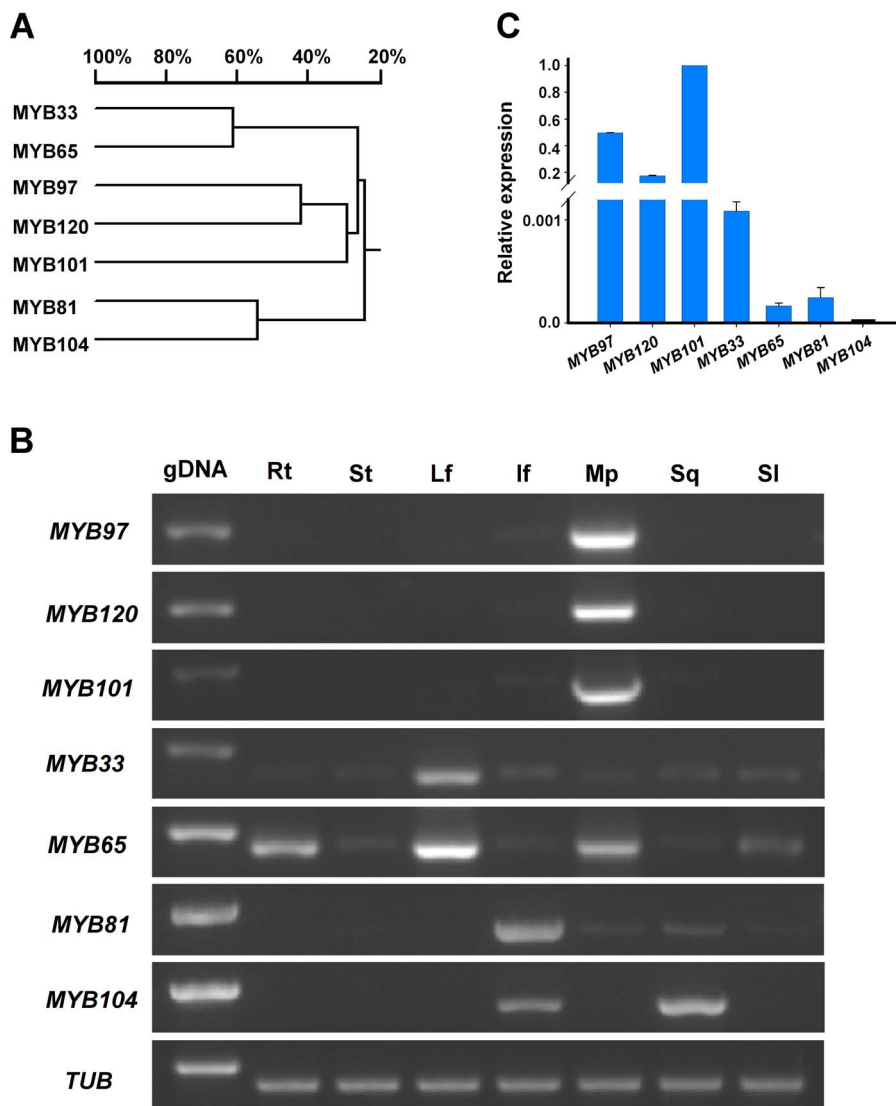 A
100% 80% 60% 40% 20%
MYB33
MYB65
MYB97
MYB120
MYB101
MYB81
MYB104
C
Relative expression
1.0
0.8
0.6
0.4
0.2
0.001
0.0
MYB97 MYB120 MYB101 MYB33 MYB65 MYB81 MYB104
B
gDNA Rt St Lf If Mp Sq Sl
MYB97
MYB120
MYB101
MYB33
MYB65
MYB81
MYB104
TUB